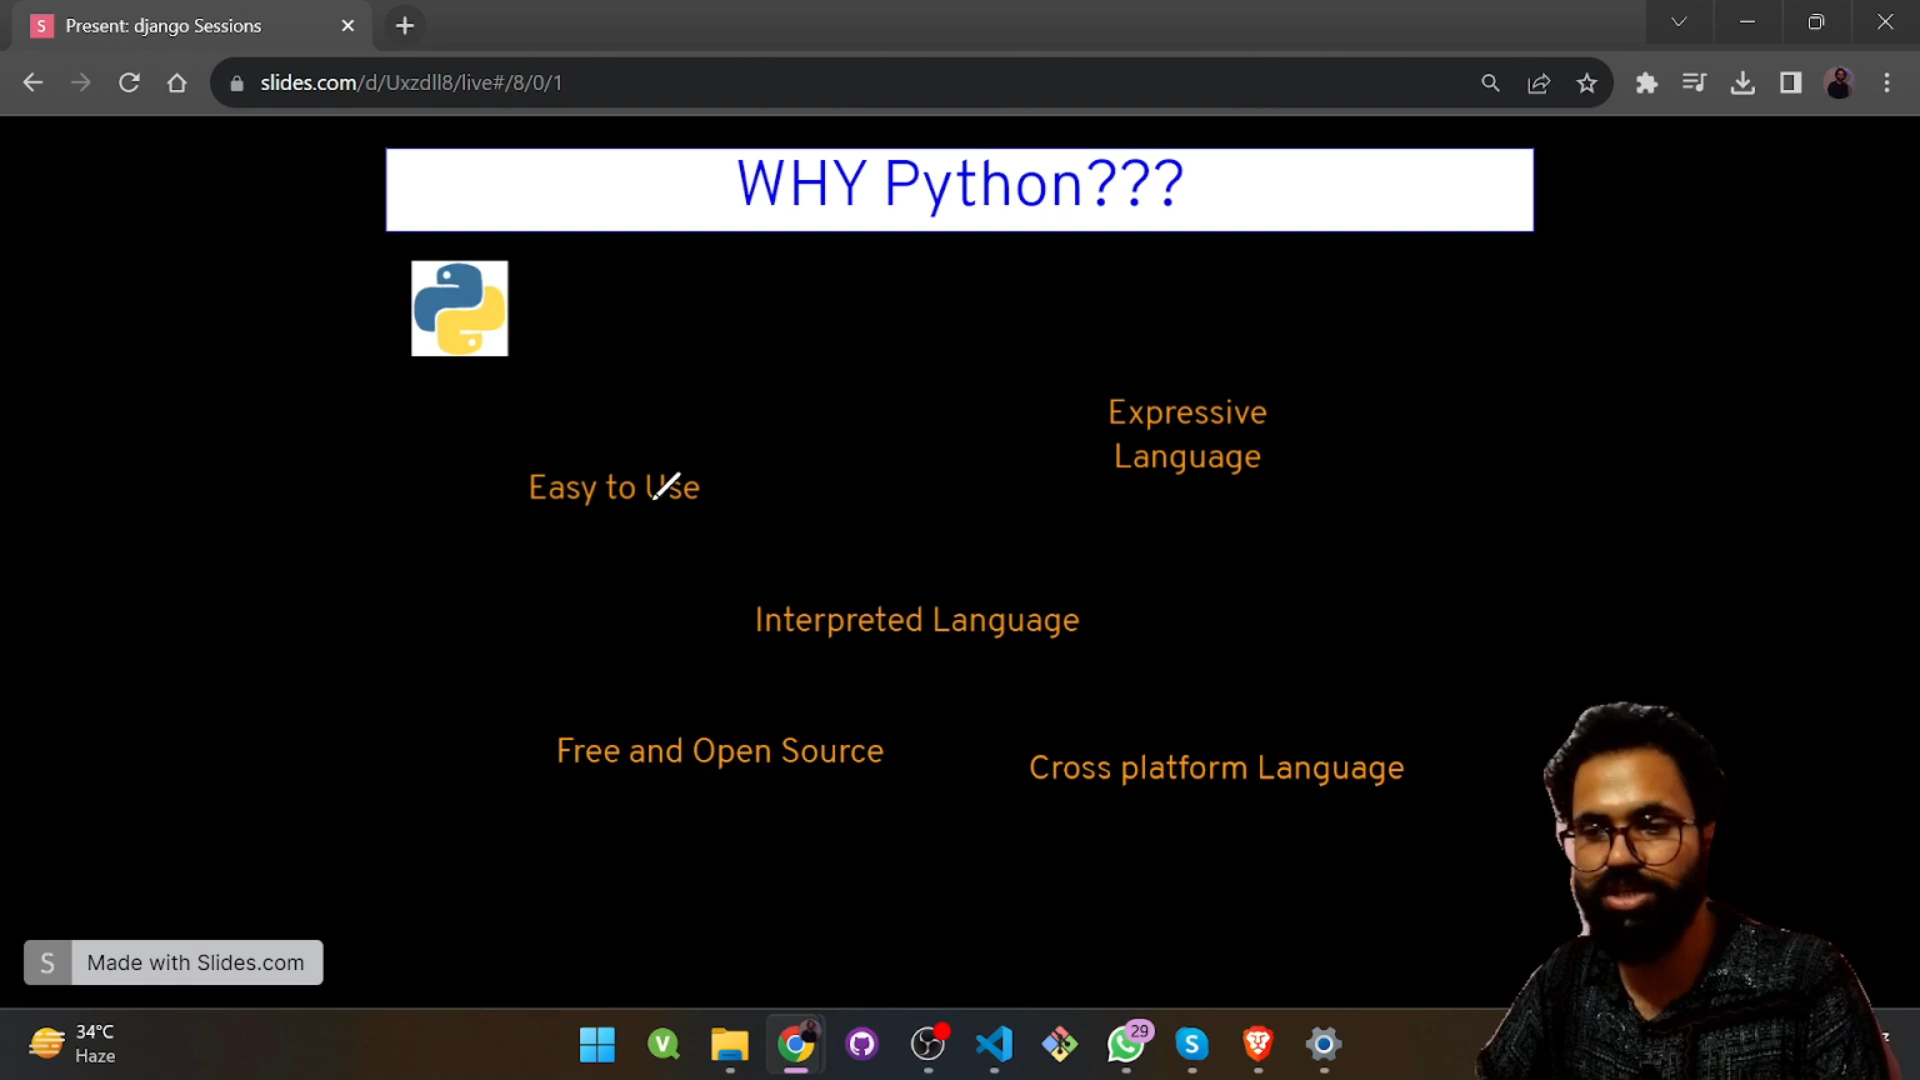 S Present: django Sessions
slides.com/d/Uxzdll8/live#/8/0/1
WHY Python???
Expressive
Language
Easy to Use
Interpreted Language
Free and Open Source
Cross platform Language
S Made with Slides.com
34°C
Haze
V
29
S